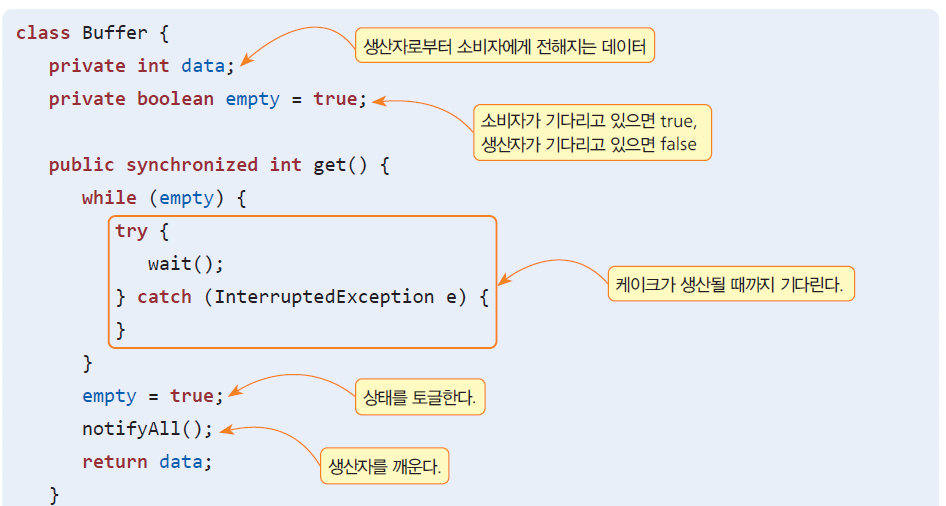 class Buffer {
생산자로부터 소비자에게 전해지는 데이터
private int data;
private boolean empty = true;
소비자가 기다리고 있으면 true,
생산자가 기다리고 있으면 false
public synchronized int get() {
while (empty) {
try {
wait();
케이크가 생산될 때까지 기다린다.
} catch (InterruptedException e) {
}
}
empty = true;
상태를 토글한다.
notifyAll();
생산자를 깨운다.
return data;
}